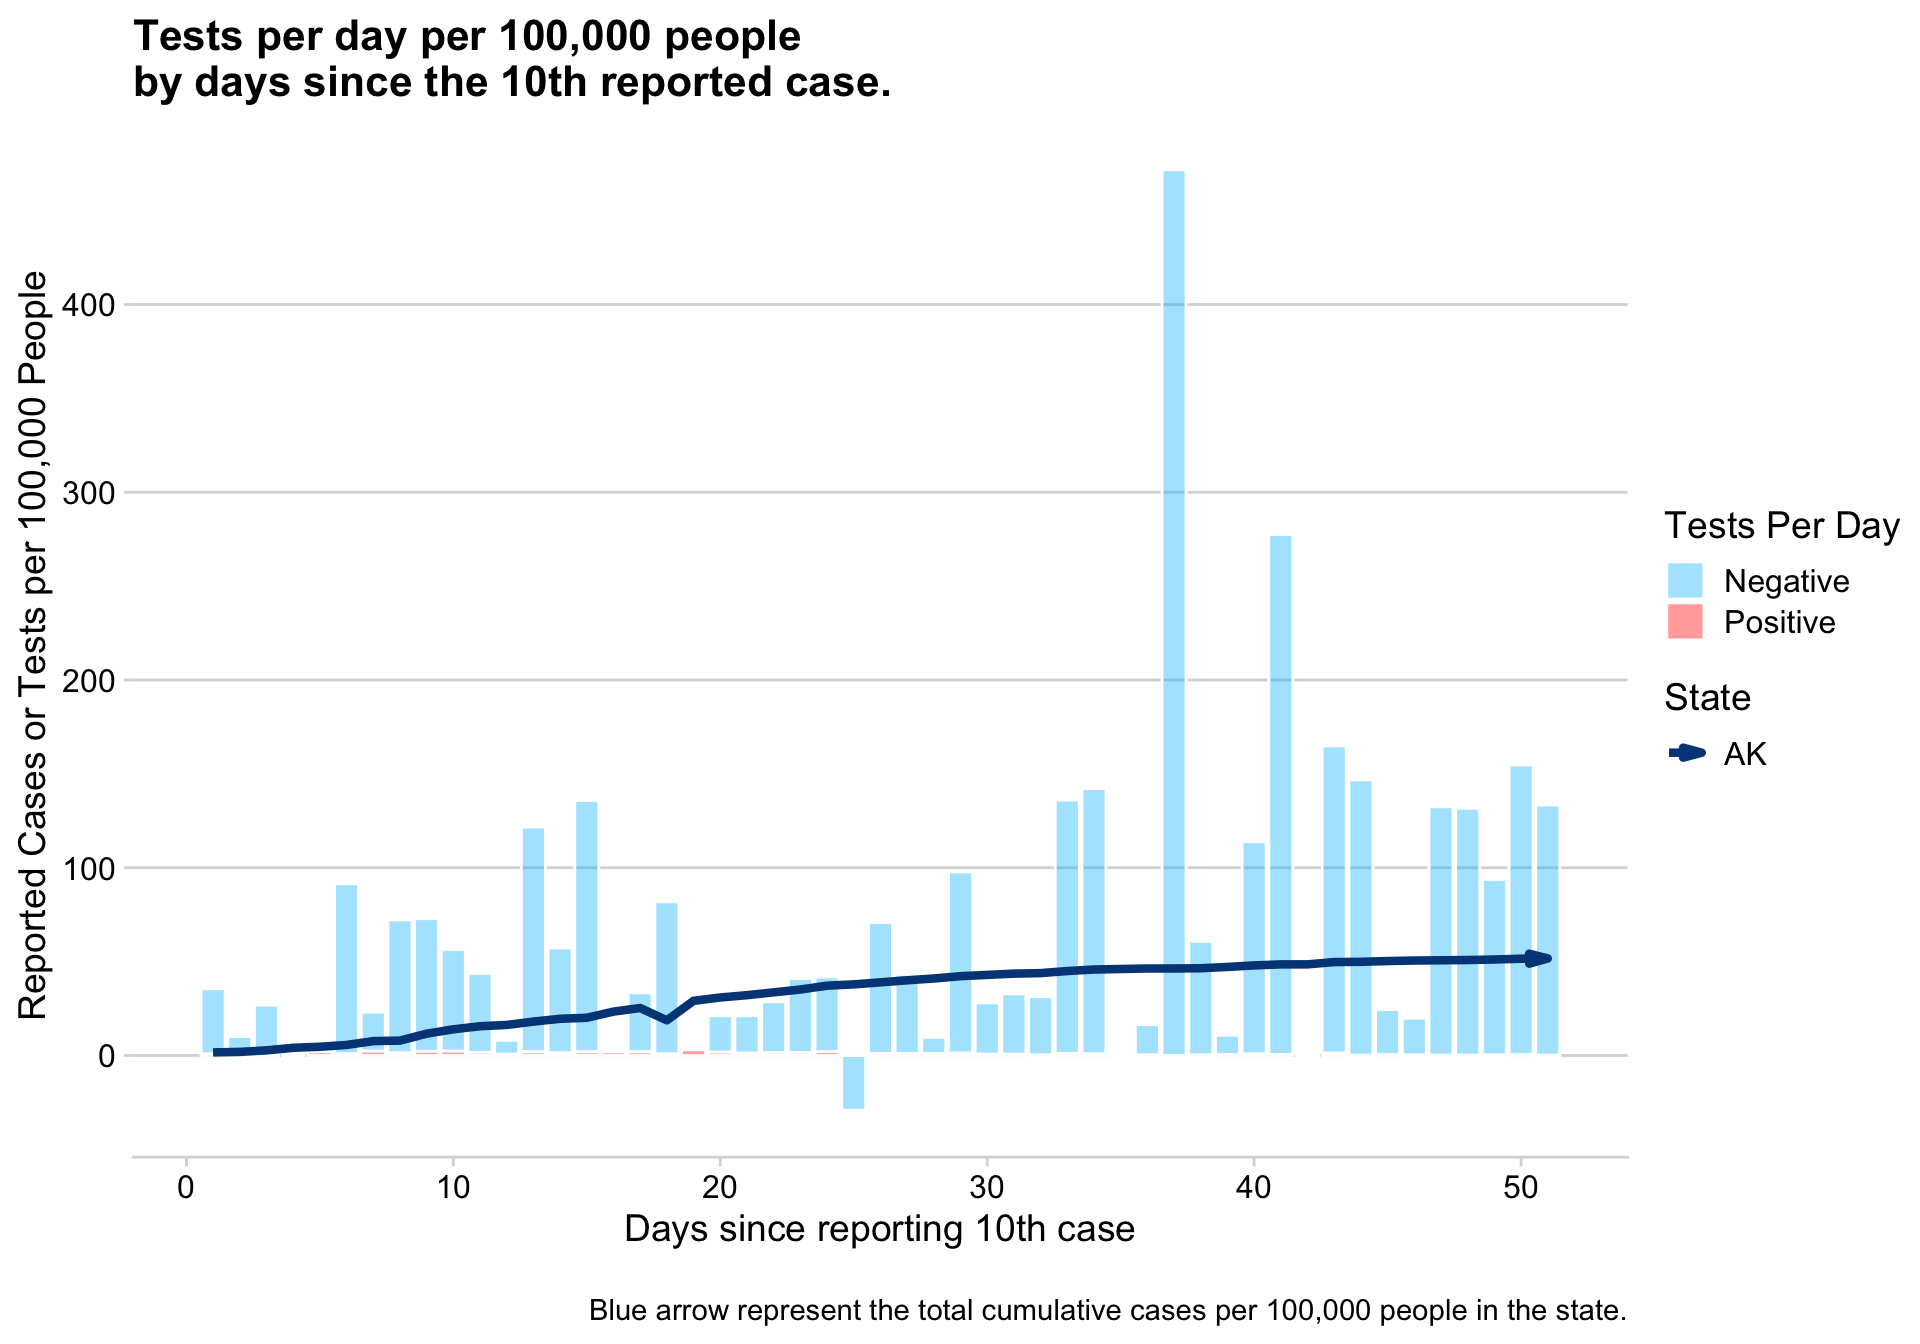 Tests per day per 100,000 people
by days since the 10th reported case.
Reported Cases or Tests per 100,000 People
400
300
200
100
0
0
10
20
30
40
50
Days since reporting 10th case
Tests Per Day
Negative
Positive
State
AK
Blue arrow represent the total cumulative cases per 100,000 people in the state.